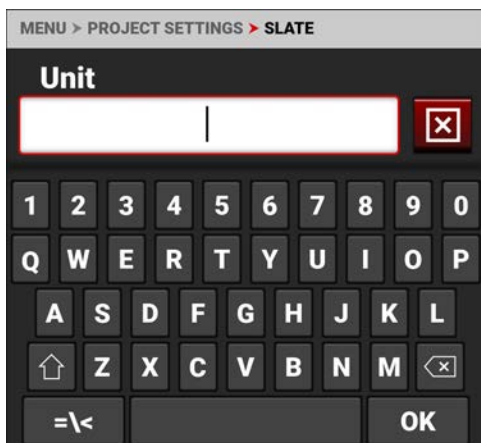 MENU > PROJECT SETTINGS > SLATE
Unit
1 2 3 4 5 6 7 8 9 0
Q W E R T Y U I O P
A S D F G H J K L
Z X C V B N M
=\< OK